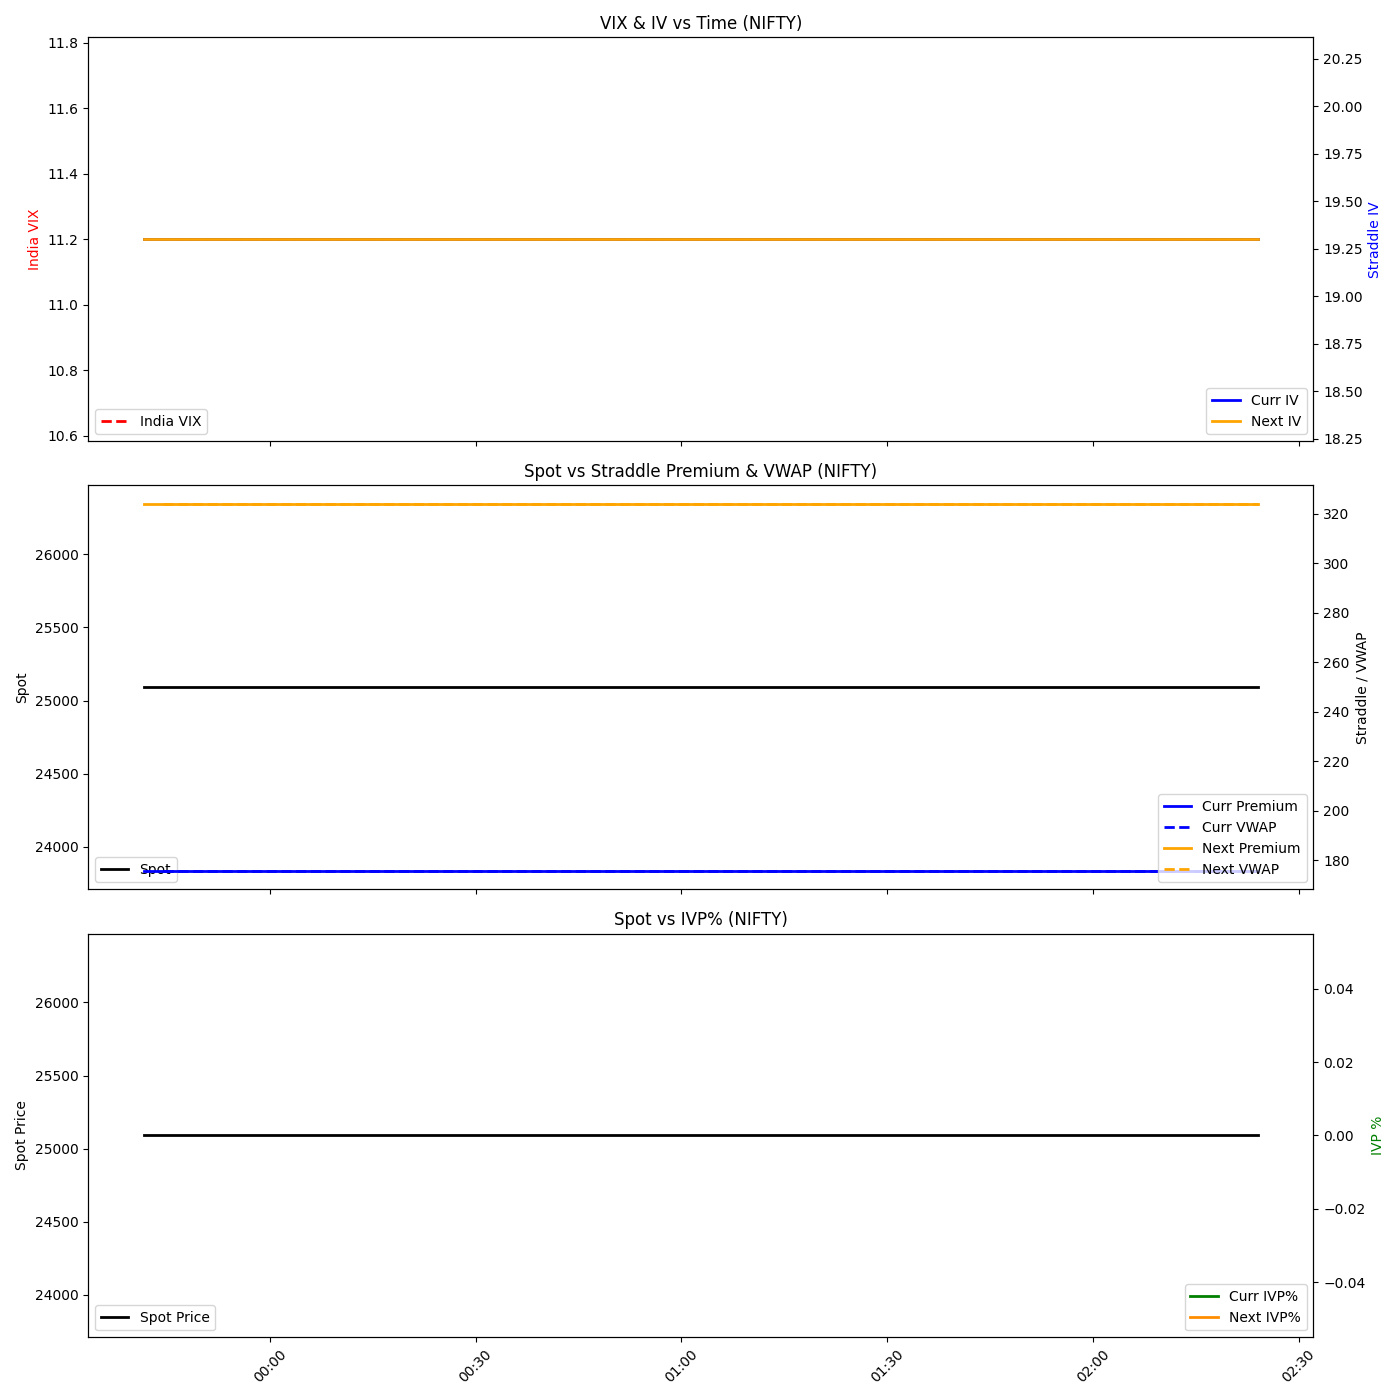 VIX & IV vs Time (NIFTY)
11.8
11.6
11.4
11.2
11.0
10.8
10.6
India VIX
20.25
20.00
19.75
19.50
19.25
19.00
18.75
18.50
18.25
Straddle IV
India VIX
Curr IV
Next IV
Spot vs Straddle Premium & VWAP (NIFTY)
26000
25500
25000
24500
24000
Spot
320
300
280
260
240
220
200
180
Straddle / VWAP
Spot
Curr Premium
Curr VWAP
Next Premium
Next VWAP
Spot vs IVP% (NIFTY)
26000
25500
25000
24500
24000
Spot Price
0.04
0.02
0.00
−0.02
−0.04
IVP %
Spot Price
Curr IVP%
Next IVP%
00:00
00:30
01:00
01:30
02:00
02:30